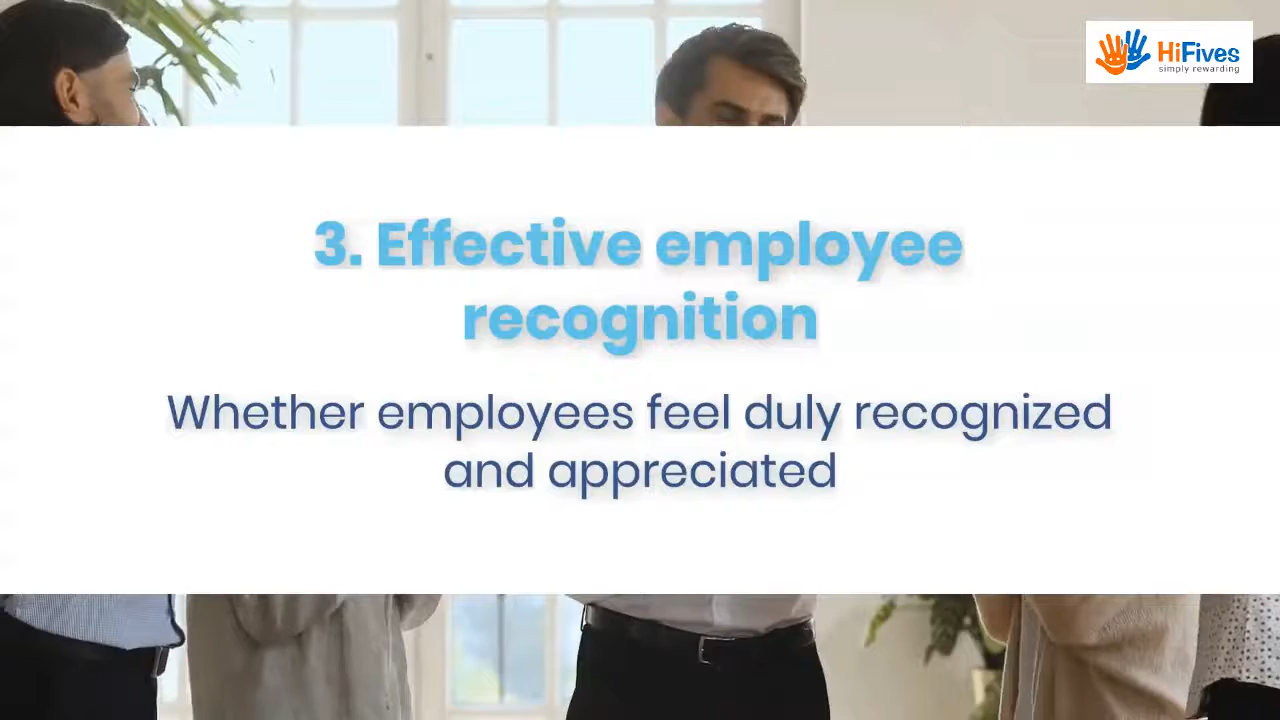 HiFives
simply rewarding
3. Effective employee
recognition
Whether employees feel duly recognized
and appreciated